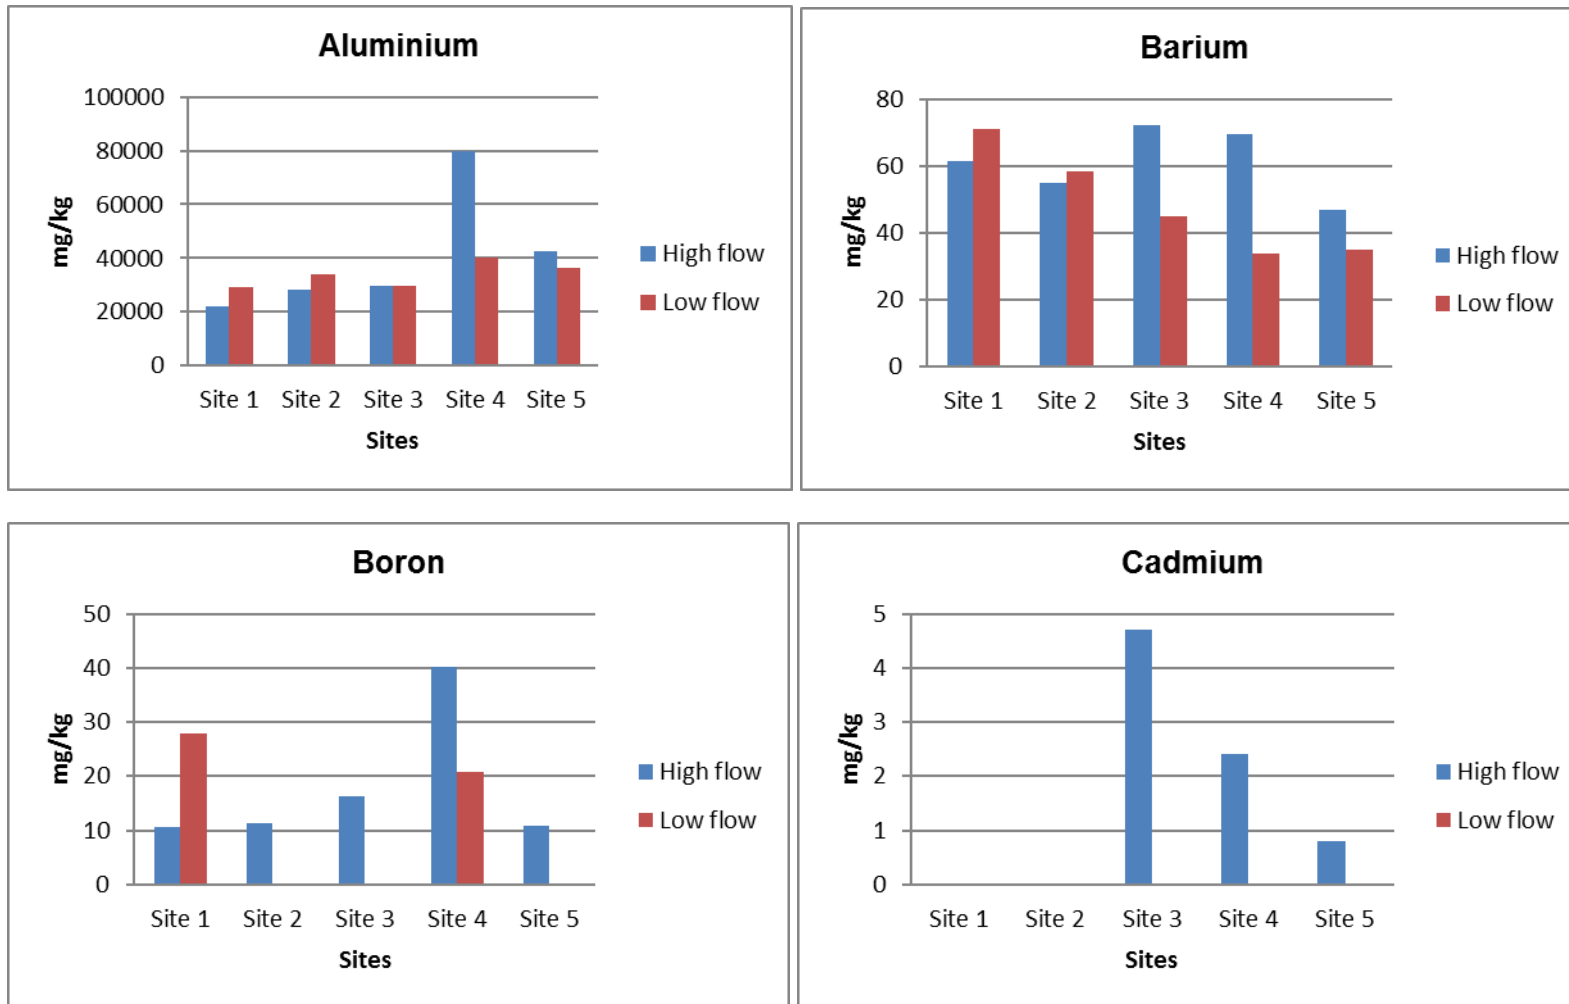 Aluminium
100000
80000
60000
40000
20000
0
mg/kg
Site 1 Site 2 Site 3 Site 4 Site 5
Sites
High flow
Low flow
Barium
80
60
40
20
0
mg/kg
Site 1 Site 2 Site 3 Site 4 Site 5
Sites
High flow
Low flow
Boron
50
40
30
20
10
0
mg/kg
Site 1 Site 2 Site 3 Site 4 Site 5
Sites
High flow
Low flow
Cadmium
5
4
3
2
1
0
mg/kg
Site 1 Site 2 Site 3 Site 4 Site 5
Sites
High flow
Low flow